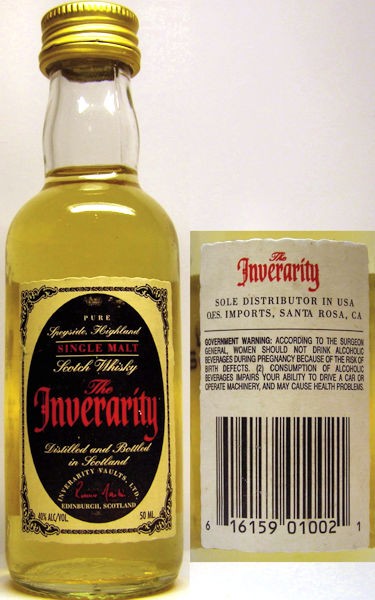 PURE
Speyside, Highland
SINGLE MALT
Scotch Whisky
The
Inverarity
Distilled and Bottled
in Scotland
INVERARITY VAULTS, LTD.
EDINBURGH, SCOTLAND
40% ALC/VOL.
50 ML.
The
Inverarity
SOLE DISTRIBUTOR IN USA
O.F.S. IMPORTS, SANTA ROSA, CA
GOVERNMENT WARNING: ACCORDING TO THE SURGEON
GENERAL, WOMEN SHOULD NOT DRINK ALCOHOLIC
BEVERAGES DURING PREGNANCY BECAUSE OF THE RISK OF
BIRTH DEFECTS. (2) CONSUMPTION OF ALCOHOLIC
BEVERAGES IMPAIRS YOUR ABILITY TO DRIVE A CAR OR
OPERATE MACHINERY, AND MAY CAUSE HEALTH PROBLEMS.
6 16159 01002 1